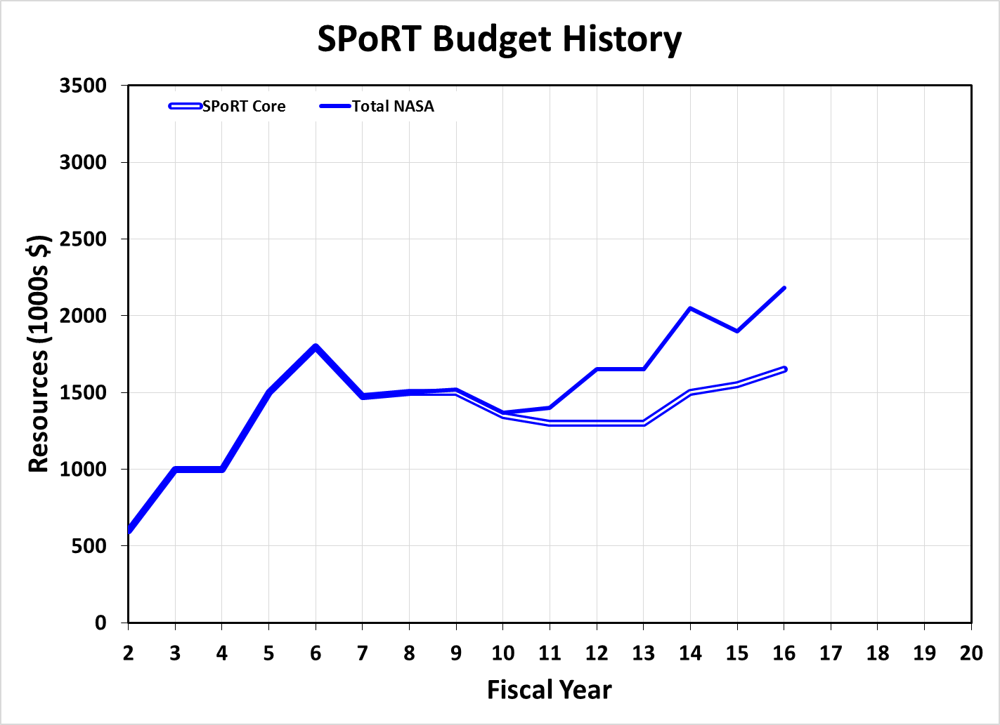 SPoRT Budget History
SPoRT Core
Total NASA
Resources (1000s $)
3500
3000
2500
2000
1500
1000
500
0
2 3 4 5 6 7 8 9 10 11 12 13 14 15 16 17 18 19 20
Fiscal Year